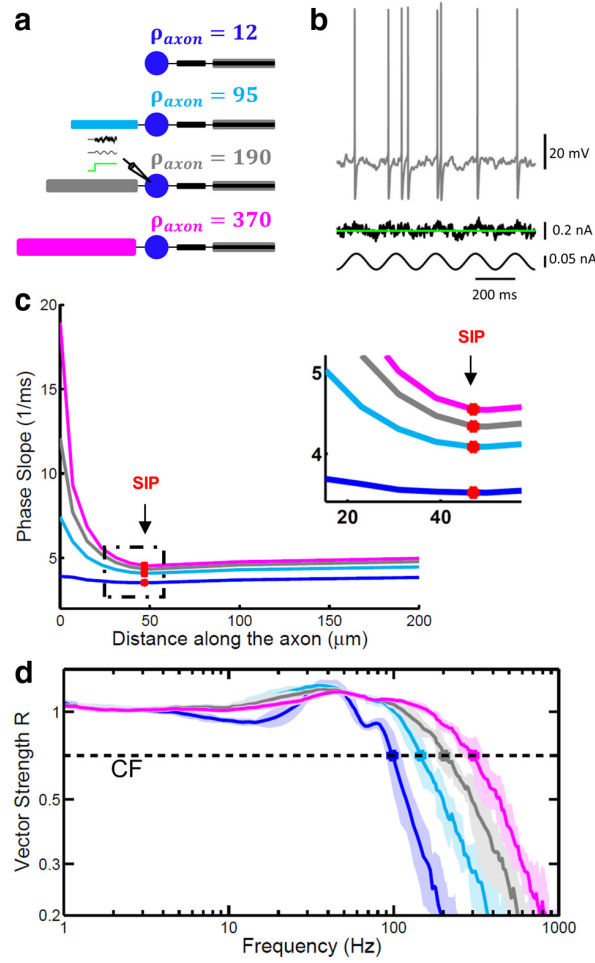 a
ρaxon = 12
ρaxon = 95
ρaxon = 190
ρaxon = 370
b
20 mV
0.2 nA
0.05 nA
200 ms
c
20
15
10
5
Phase Slope (1/ms)
SIP
0 50 100 150 200
Distance along the axon (μm)
SIP
5
4
20 40
d
1
0.5
0.3
0.2
Vector Strength R
CF
1 10 100 1000
Frequency (Hz)